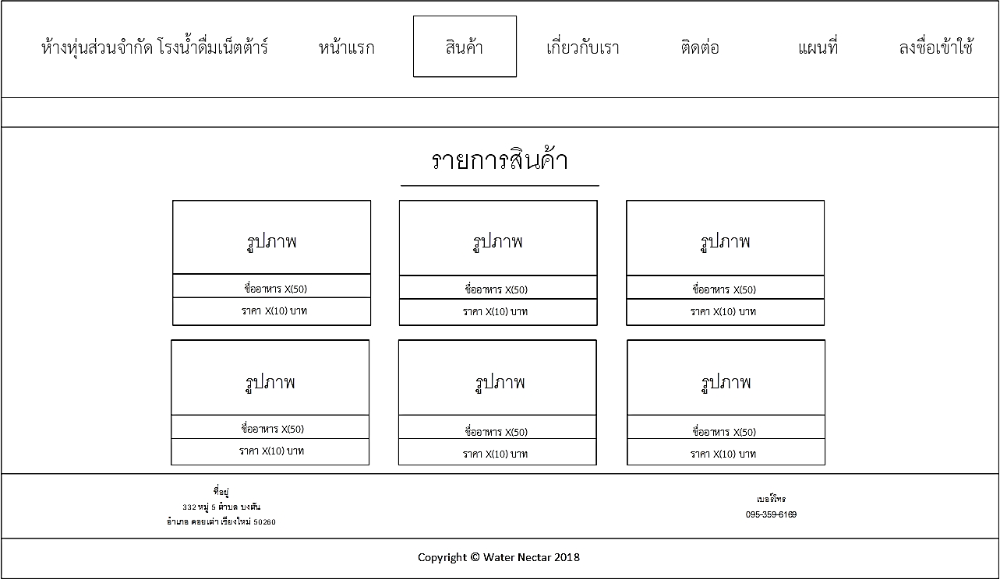 ห้างหุ่นส่วนจำกัด โรงน้ำดื่มเน็ตต้าร์ หน้าแรก สินค้า เกี่ยวกับเรา ติดต่อ แผนที่ ลงชื่อเข้าใช้
รายการสินค้า
รูปภาพ รูปภาพ รูปภาพ
ชื่ออาหาร X(50) ชื่ออาหาร X(50) ชื่ออาหาร X(50)
ราคา X(10) บาท ราคา X(10) บาท ราคา X(10) บาท
รูปภาพ รูปภาพ รูปภาพ
ชื่ออาหาร X(50) ชื่ออาหาร X(50) ชื่ออาหาร X(50)
ราคา X(10) บาท ราคา X(10) บาท ราคา X(10) บาท
ที่อยู่
332 หมู่ 5 ตำบล บงตัน
อำเภอ ดอยเต่า เชียงใหม่ 50260
เบอร์โทร
095-359-6169
Copyright © Water Nectar 2018